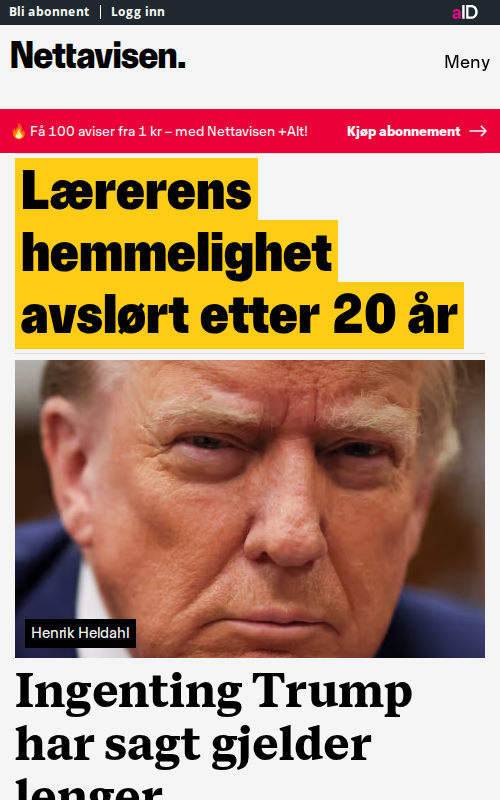 Bli abonnent | Logg inn
aID
Nettavisen.
Meny
🔥 Få 100 aviser fra 1 kr – med Nettavisen +Alt! Kjøp abonnement →
Lærerens
hemmelighet
avslørt etter 20 år
Henrik Heldahl
Ingenting Trump
har sagt gjelder
lenger